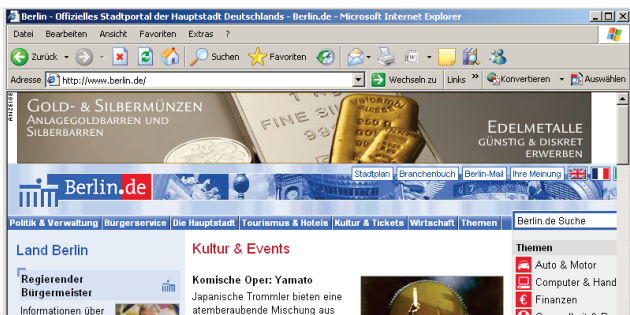 Berlin - Offizielles Stadtportal der Hauptstadt Deutschlands - Berlin.de - Microsoft Internet Explorer
Datei Bearbeiten Ansicht Favoriten Extras ?
Zurück Suchen Favoriten
Adresse http://www.berlin.de/ Wechseln zu Links » Konvertieren Auswählen
ANZEIGE
GOLD- & SILBERMÜNZEN
ANLAGEGOLDBARREN UND
SILBERBARREN
FINE SI
999
Valcambi
Suisse
250 g
EDELMETALLE
GÜNSTIG & DISKRET
ERWERBEN
Stadtplan Branchenbuch Berlin-Mail Ihre Meinung
Berlin.de
Politik & Verwaltung Bürgerservice Die Hauptstadt Tourismus & Hotels Kultur & Tickets Wirtschaft Themen
Berlin.de Suche
Land Berlin
Regierender
Bürgermeister
Informationen über
Kultur & Events
Komische Oper: Yamato
Japanische Trommler bieten eine
atemberaubende Mischung aus
Themen
Auto & Motor
Computer & Hand
€ Finanzen